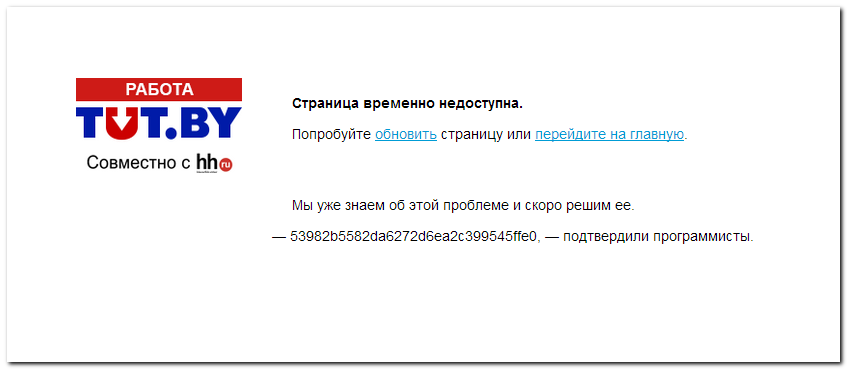 РАБОТА
TUT.BY
Совместно с hh ru
Страница временно недоступна.
Попробуйте обновить страницу или перейдите на главную.
Мы уже знаем об этой проблеме и скоро решим ее.
— 53982b5582da6272d6ea2c399545ffe0, — подтвердили программисты.